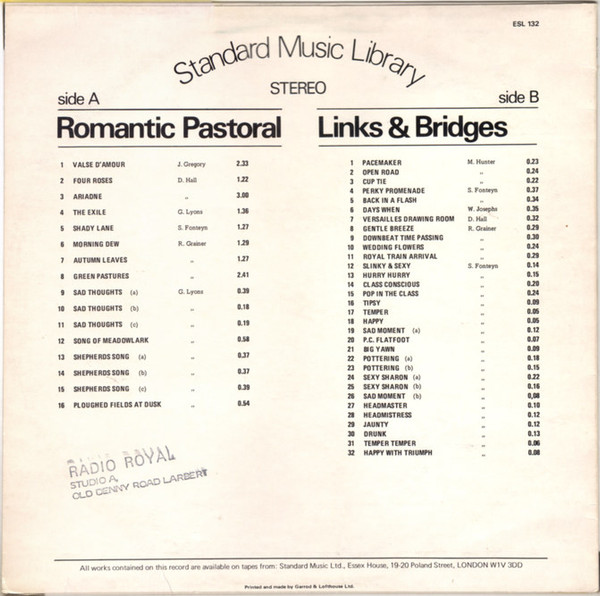 ESL 132
Standard Music Library
STEREO
side A
Romantic Pastoral
1 VALSE D'AMOUR J. Gregory 2.33
2 FOUR ROSES D. Hall 1.22
3 ARIADNE " 3.00
4 THE EXILE G. Lyons 1.36
5 SHADY LANE S. Fonteyn 1.27
6 MORNING DEW R. Grainer 1.29
7 AUTUMN LEAVES " 1.27
8 GREEN PASTURES " 2.41
9 SAD THOUGHTS (a) G. Lyons 0.39
10 SAD THOUGHTS (b) " 0.18
11 SAD THOUGHTS (c) " 0.19
12 SONG OF MEADOWLARK " 0.58
13 SHEPHERDS SONG (a) " 0.37
14 SHEPHERDS SONG (b) " 0.37
15 SHEPHERDS SONG (c) " 0.39
16 PLOUGHED FIELDS AT DUSK " 0.54
side B
Links & Bridges
1 PACEMAKER M. Hunter 0.23
2 OPEN ROAD " 0.24
3 CUP TIE " 0.22
4 PERKY PROMENADE S. Fonteyn 0.37
5 BACK IN A FLASH " 0.34
6 DAYS WHEN W. Josephs 0.35
7 VERSAILLES DRAWING ROOM D. Hall 0.32
8 GENTLE BREEZE R. Grainer 0.29
9 DOWNBEAT TIME PASSING " 0.30
10 WEDDING FLOWERS " 0.24
11 ROYAL TRAIN ARRIVAL " 0.29
12 SLINKY & SEXY S. Fonteyn 0.14
13 HURRY HURRY " 0.15
14 CLASS CONSCIOUS " 0.20
15 POP IN THE CLASS " 0.24
16 TIPSY " 0.09
17 TEMPER " 0.05
18 HAPPY " 0.05
19 SAD MOMENT (a) " 0.12
20 P.C. FLATFOOT " 0.07
21 BIG YAWN " 0.09
22 POTTERING (a) " 0.18
23 POTTERING (b) " 0.15
24 SEXY SHARON (a) " 0.22
25 SEXY SHARON (b) " 0.16
26 SAD MOMENT (b) " 0,08
27 HEADMASTER " 0.10
28 HEADMISTRESS " 0.12
29 JAUNTY " 0.12
30 DRUNK " 0.13
31 TEMPER TEMPER " 0.06
32 HAPPY WITH TRIUMPH " 0.08
RADIO ROYAL
STUDIO A,
OLD DENNY ROAD LARBERT
All works contained on this record are available on tapes from: Standard Music Ltd., Essex House, 19-20 Poland Street, LONDON W1V 3DD
Printed and made by Garrod & Lofthouse Ltd.